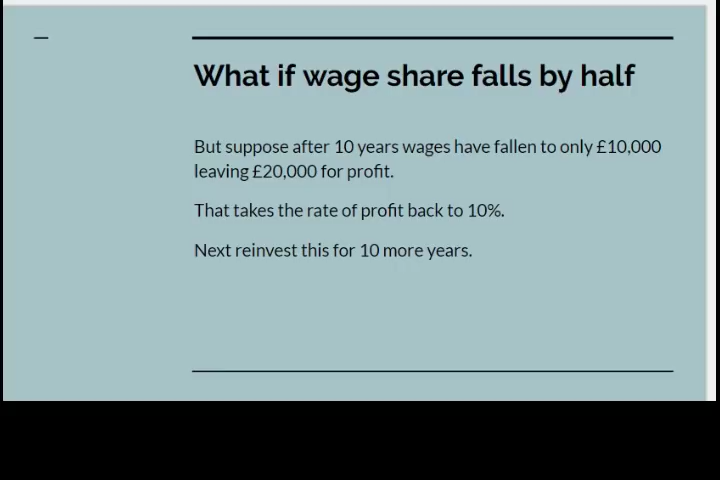 What if wage share falls by half
But suppose after 10 years wages have fallen to only £10,000
leaving £20,000 for profit.
That takes the rate of profit back to 10%.
Next reinvest this for 10 more years.